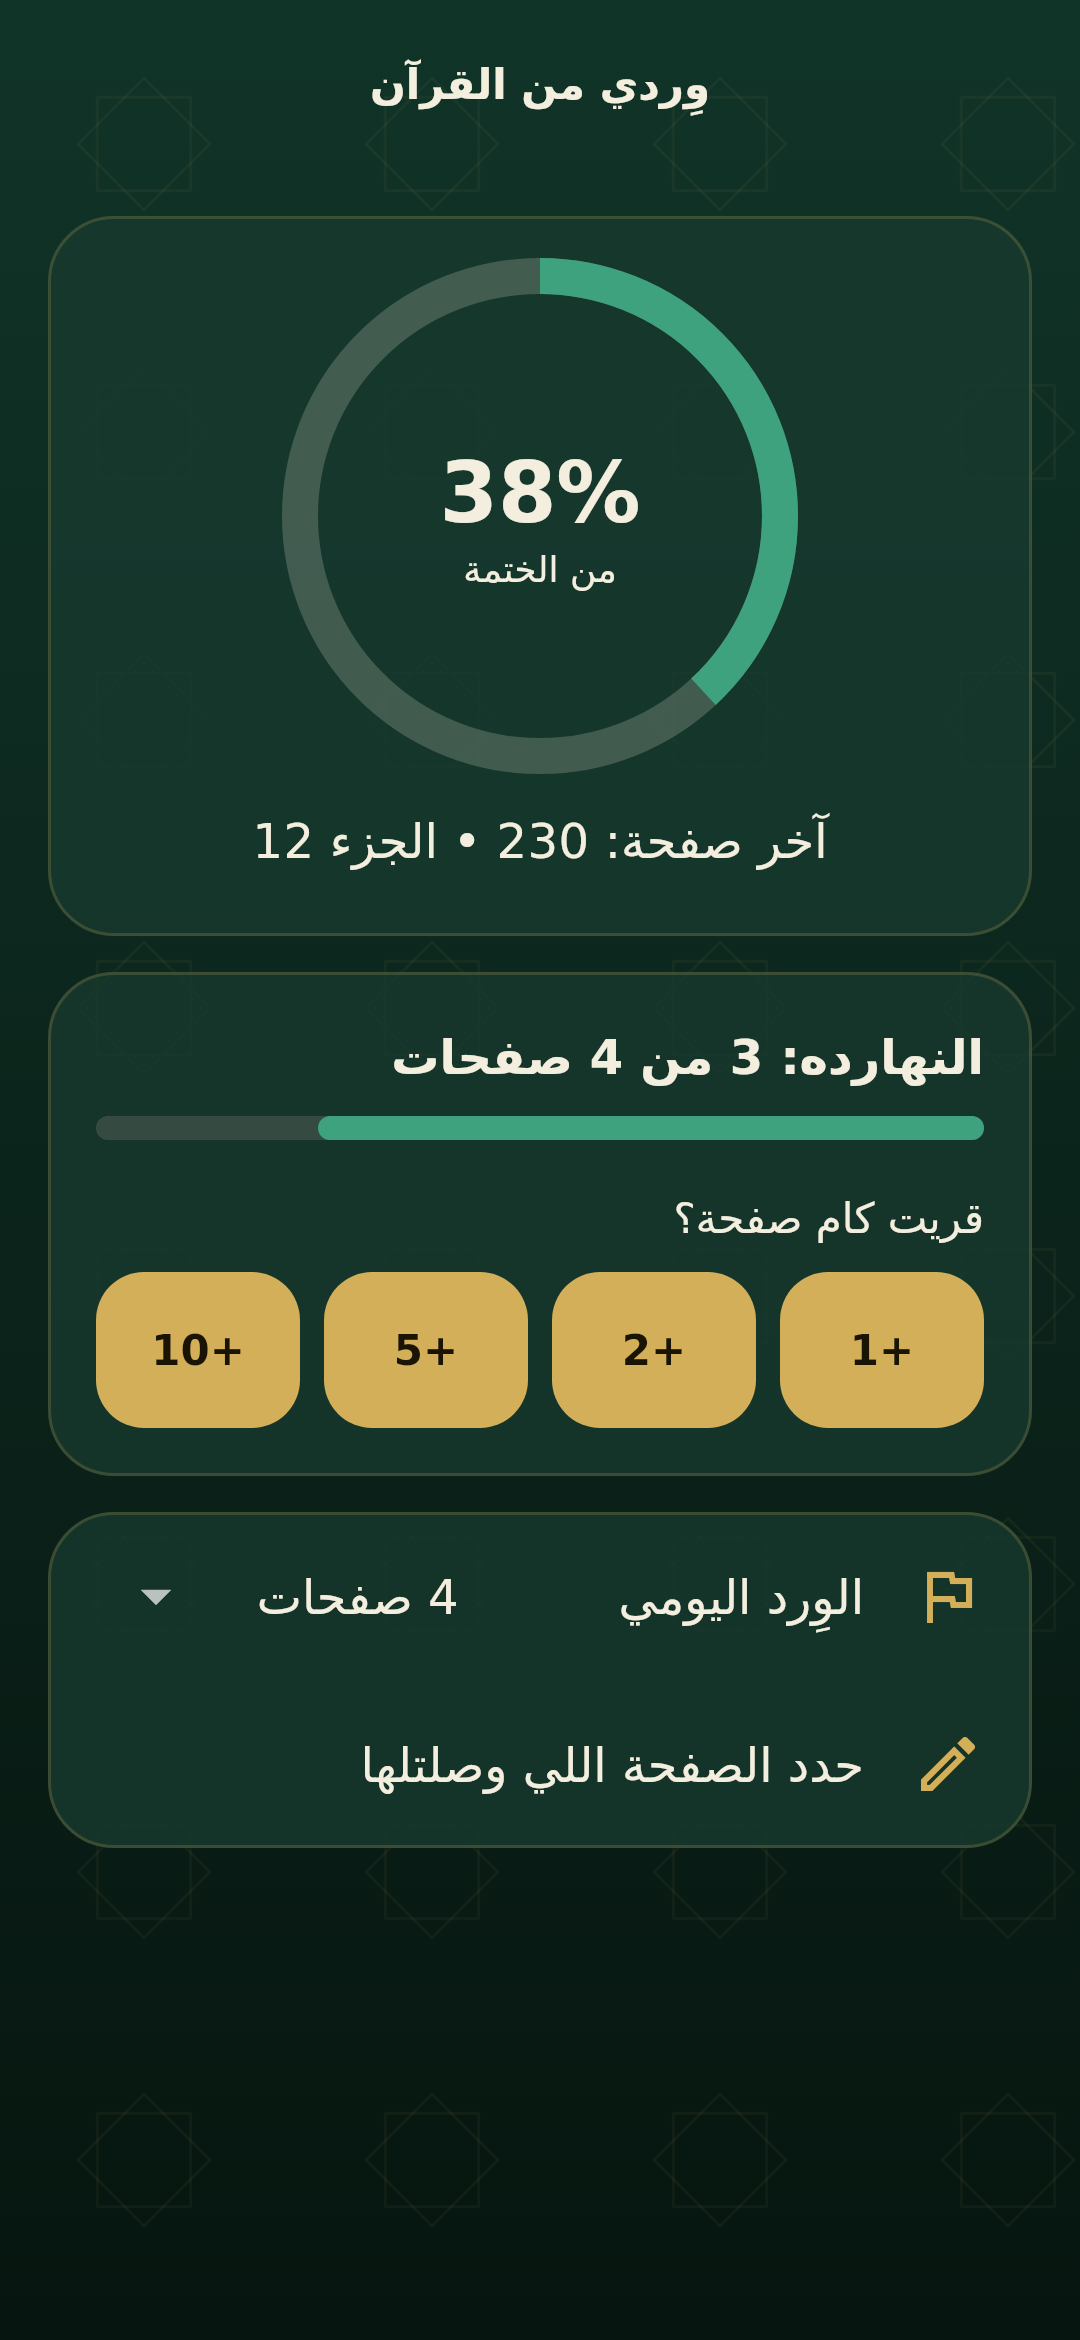 وِردي من القرآن
38%
من الختمة
آخر صفحة: 230 • الجزء 12
النهارده: 3 من 4 صفحات
قريت كام صفحة؟
1+ 2+ 5+ 10+
الوِرد اليومي 4 صفحات
حدد الصفحة اللي وصلتلها